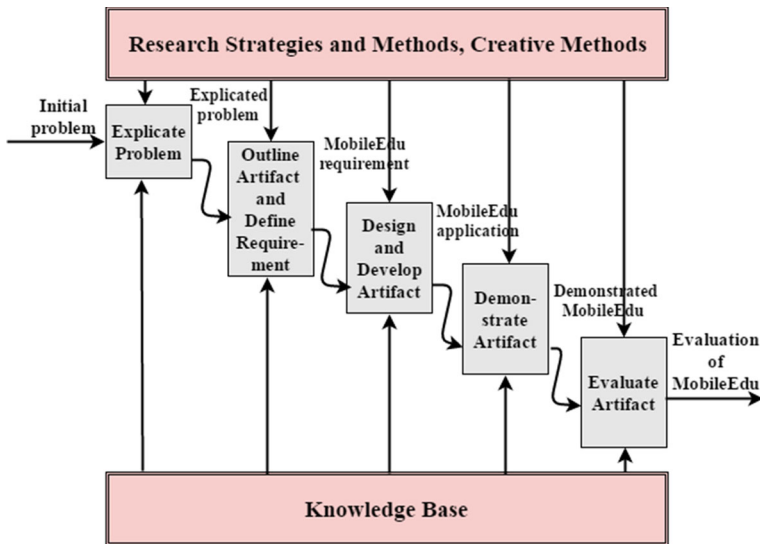 Research Strategies and Methods, Creative Methods
Initial
problem
Explicate
Problem
Explicated
problem
Outline
Artifact
and
Define
Require-
ment
MobileEdu
requirement
Design
and
Develop
Artifact
MobileEdu
application
Demon-
strate
Artifact
Demonstrated
MobileEdu
Evaluate
Artifact
Evaluation
of
MobileEdu
Knowledge Base